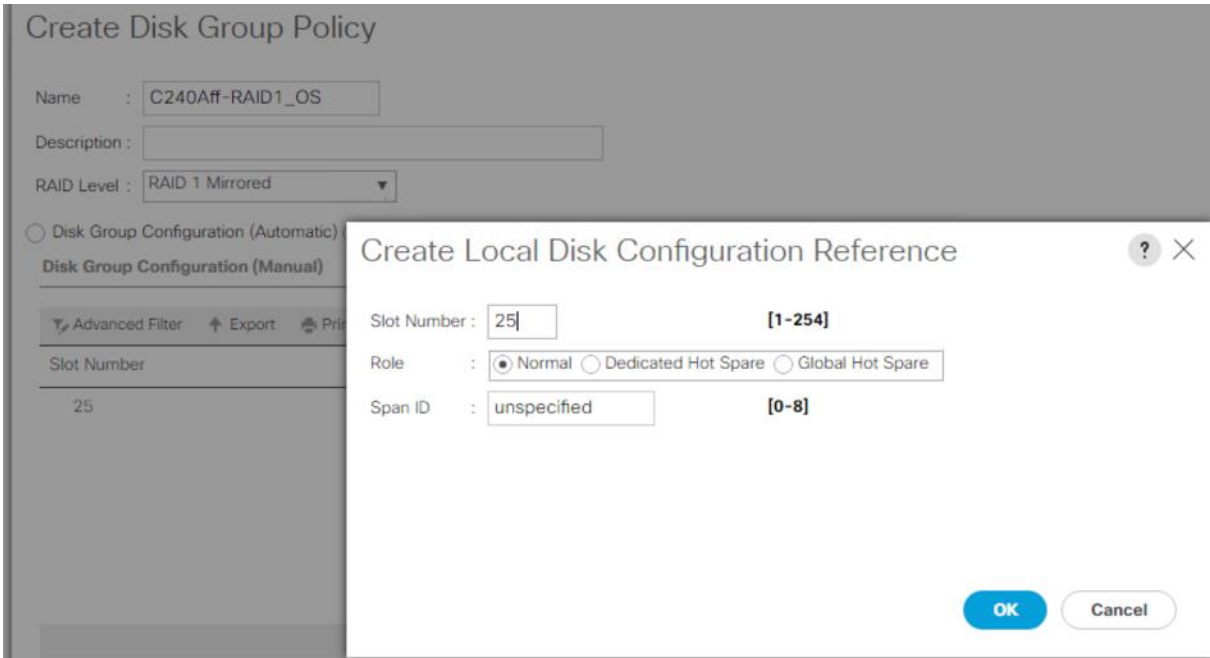 Create Disk Group Policy
Name : C240Aff-RAID1_OS
Description :
RAID Level : RAID 1 Mirrored
Disk Group Configuration (Automatic)
Disk Group Configuration (Manual)
Advanced Filter Export
Slot Number
25
Create Local Disk Configuration Reference ?
Slot Number : 25 [1-254]
Role : Normal Dedicated Hot Spare Global Hot Spare
Span ID : unspecified [0-8]
OK Cancel